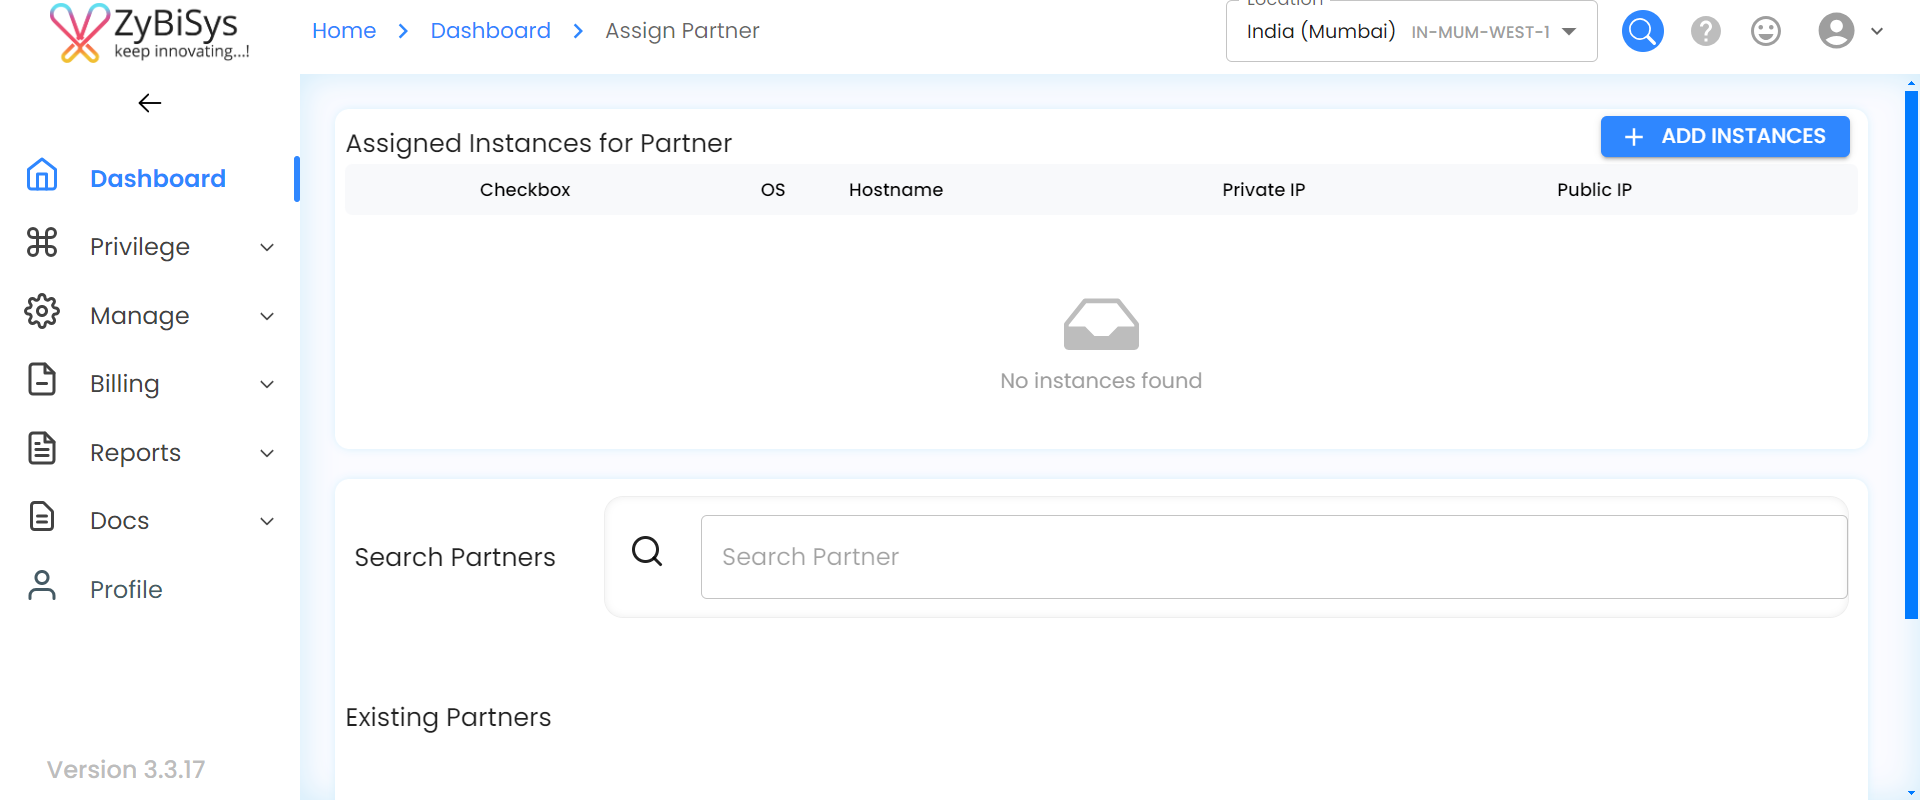 ZyBiSys
keep innovating...!
Home > Dashboard > Assign Partner
Location
India (Mumbai) IN-MUM-WEST-1
Dashboard
Privilege
Manage
Billing
Reports
Docs
Profile
Version 3.3.17
Assigned Instances for Partner
+ ADD INSTANCES
Checkbox OS Hostname Private IP Public IP
No instances found
Search Partners
Search Partner
Existing Partners